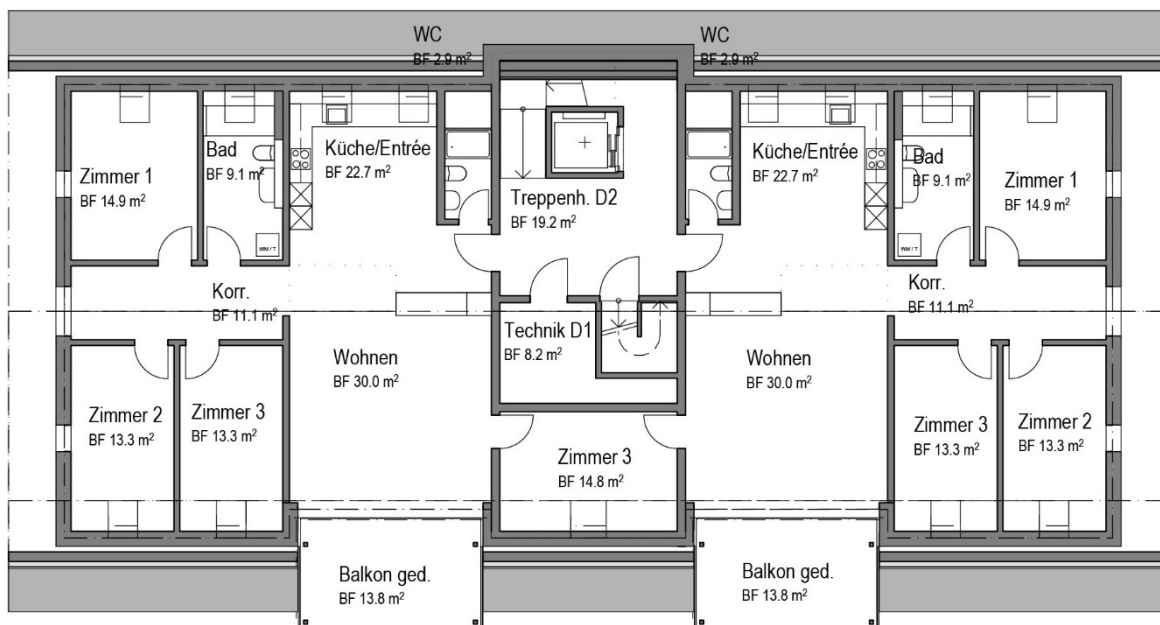 WC
BF 2.9 m²
WC
BF 2.9 m²
Zimmer 1
BF 14.9 m²
Bad
BF 9.1 m²
Küche/Entrée
BF 22.7 m²
Treppenh. D2
BF 19.2 m²
Küche/Entrée
BF 22.7 m²
Bad
BF 9.1 m²
Zimmer 1
BF 14.9 m²
WM / T
WM / T
Korr.
BF 11.1 m²
Korr.
BF 11.1 m²
Technik D1
BF 8.2 m²
Wohnen
BF 30.0 m²
Wohnen
BF 30.0 m²
Zimmer 2
BF 13.3 m²
Zimmer 3
BF 13.3 m²
Zimmer 3
BF 14.8 m²
Zimmer 3
BF 13.3 m²
Zimmer 2
BF 13.3 m²
Balkon ged.
BF 13.8 m²
Balkon ged.
BF 13.8 m²